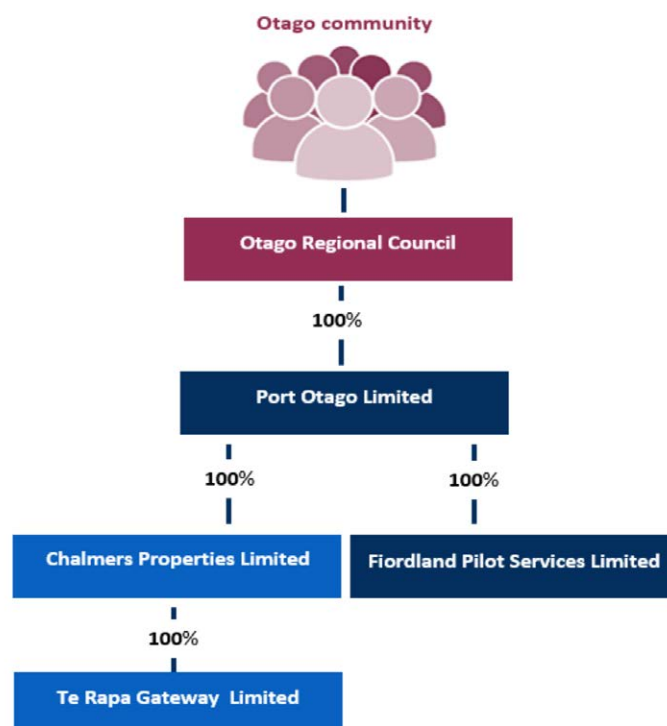 Otago community
Otago Regional Council
100%
Port Otago Limited
100%
100%
Chalmers Properties Limited
Fiordland Pilot Services Limited
100%
Te Rapa Gateway Limited